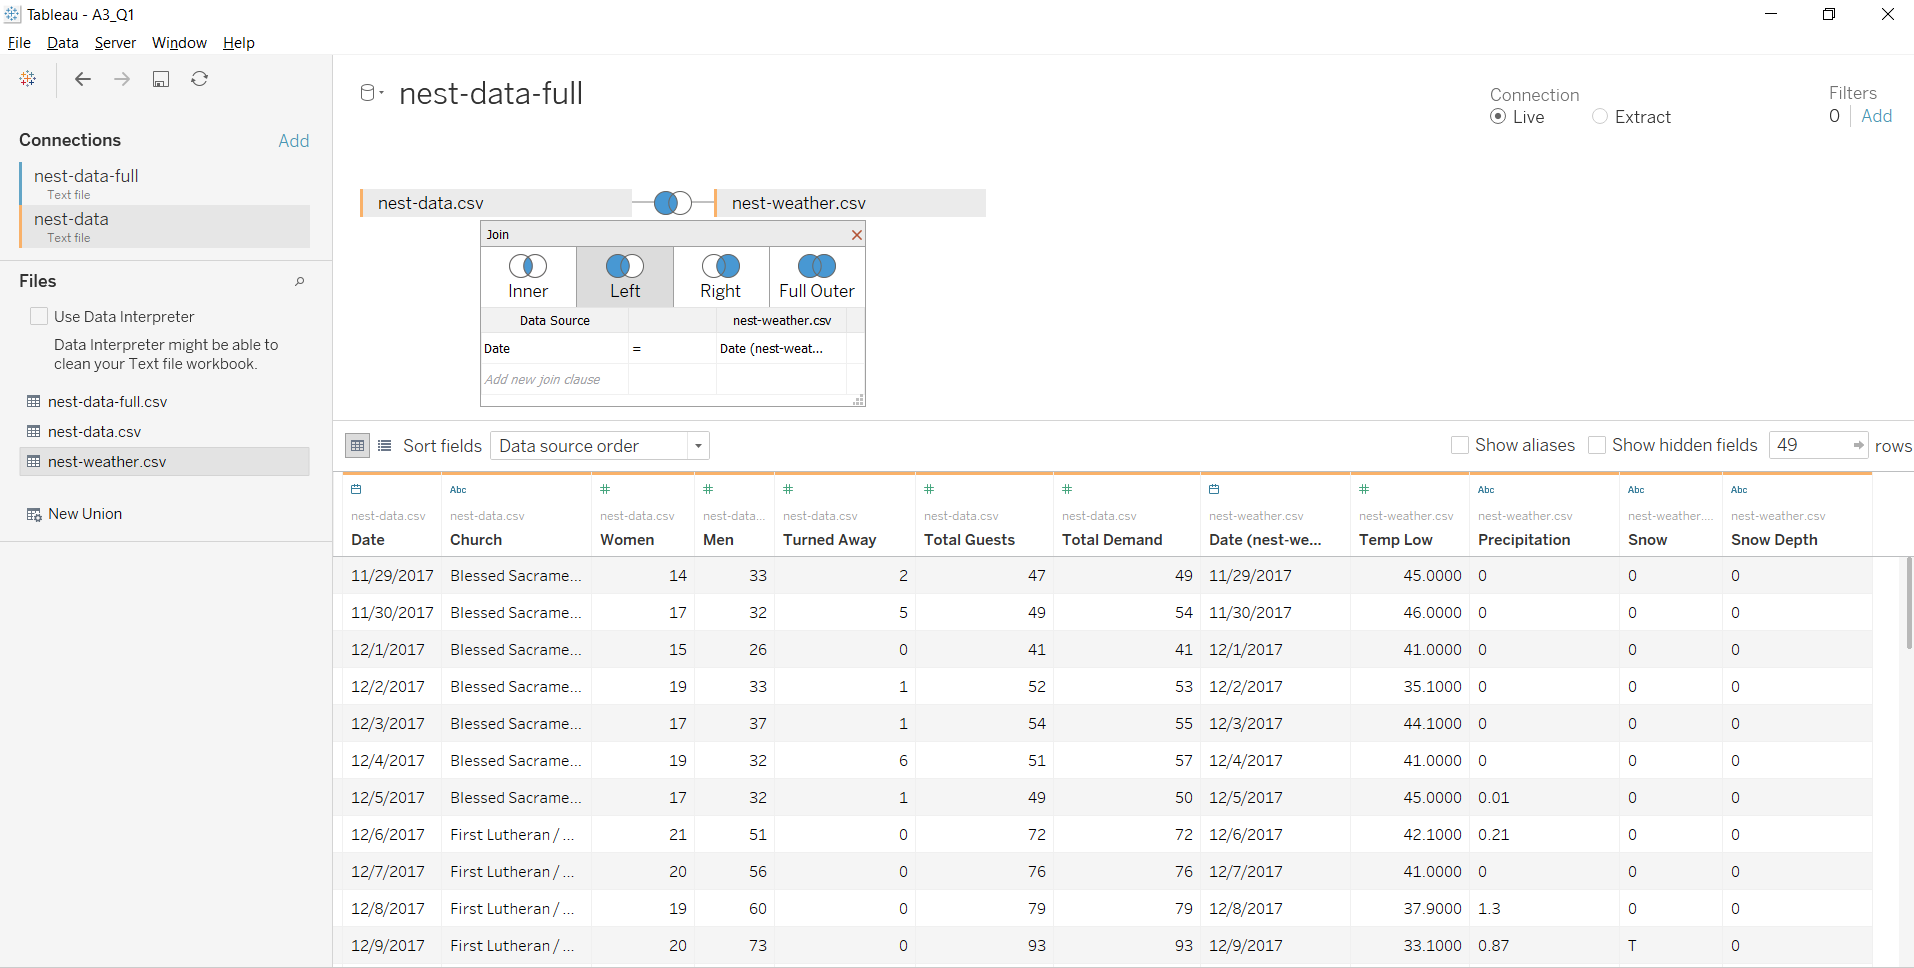 Tableau - A3_Q1
File Data Server Window Help
nest-data-full
Connection
Live Extract
Filters
0 Add
Connections Add
nest-data-full
Text file
nest-data
Text file
Files
Use Data Interpreter
Data Interpreter might be able to
clean your Text file workbook.
nest-data-full.csv
nest-data.csv
nest-weather.csv
New Union
nest-data.csv nest-weather.csv
Join
Inner Left Right Full Outer
Data Source nest-weather.csv
Date = Date (nest-weat...
Add new join clause
Sort fields Data source order Show aliases Show hidden fields 49 rows
# # # # # #
Abc Abc Abc Abc
nest-data.csv nest-data.csv nest-data.csv nest-data... nest-data.csv nest-data.csv nest-data.csv nest-weather.csv nest-weather.csv nest-weather.csv nest-weather.... nest-weather.csv
Date Church Women Men Turned Away Total Guests Total Demand Date (nest-we... Temp Low Precipitation Snow Snow Depth
11/29/2017 Blessed Sacrame... 14 33 2 47 49 11/29/2017 45.0000 0 0 0
11/30/2017 Blessed Sacrame... 17 32 5 49 54 11/30/2017 46.0000 0 0 0
12/1/2017 Blessed Sacrame... 15 26 0 41 41 12/1/2017 41.0000 0 0 0
12/2/2017 Blessed Sacrame... 19 33 1 52 53 12/2/2017 35.1000 0 0 0
12/3/2017 Blessed Sacrame... 17 37 1 54 55 12/3/2017 44.1000 0 0 0
12/4/2017 Blessed Sacrame... 19 32 6 51 57 12/4/2017 41.0000 0 0 0
12/5/2017 Blessed Sacrame... 17 32 1 49 50 12/5/2017 45.0000 0.01 0 0
12/6/2017 First Lutheran / ... 21 51 0 72 72 12/6/2017 42.1000 0.21 0 0
12/7/2017 First Lutheran / ... 20 56 0 76 76 12/7/2017 41.0000 0 0 0
12/8/2017 First Lutheran / ... 19 60 0 79 79 12/8/2017 37.9000 1.3 0 0
12/9/2017 First Lutheran / ... 20 73 0 93 93 12/9/2017 33.1000 0.87 T 0